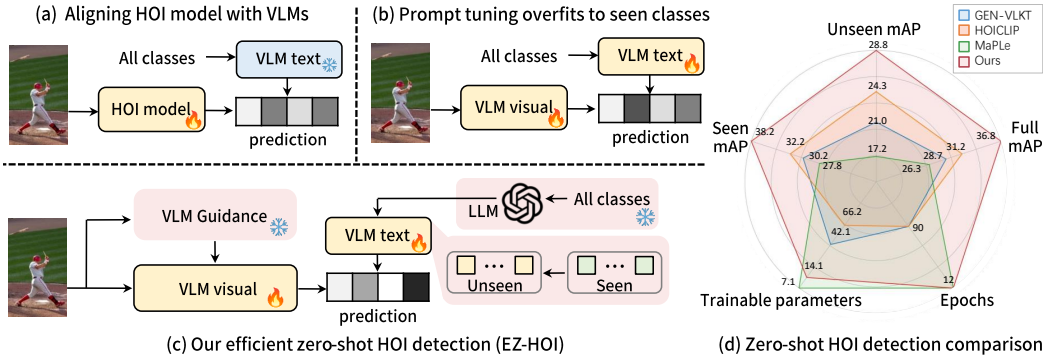 (a) Aligning HOI model with VLMs
All classes
VLM text
HOI model
prediction
(b) Prompt tuning overfits to seen classes
All classes
VLM text
VLM visual
prediction
VLM Guidance
LLM
All classes
VLM text
VLM visual
... ...
Unseen Seen
prediction
(c) Our efficient zero-shot HOI detection (EZ-HOI)
GEN-VLKT
HOICLIP
MaPLe
Ours
Unseen mAP
28.8
24.3
21.0
17.2
Seen
mAP
38.2
32.2
30.2
27.8
Full
mAP
36.8
31.2
28.7
26.3
66.2
42.1
14.1
7.1
90
12
Trainable parameters
Epochs
(d) Zero-shot HOI detection comparison